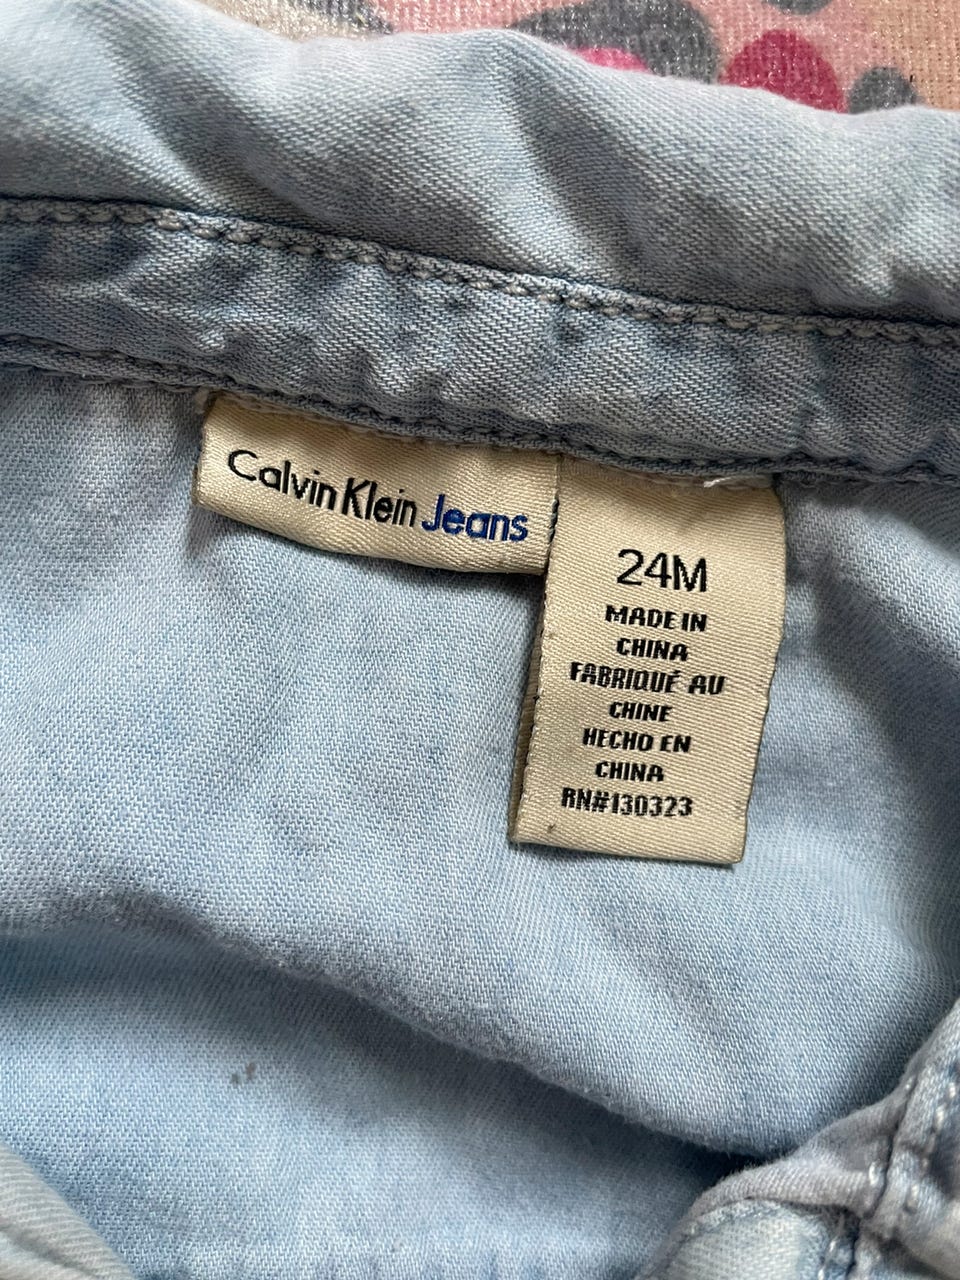 Calvin Klein Jeans
24M
MADE IN
CHINA
FABRIQUÉ AU
CHINE
HECHO EN
CHINA
RN#130323